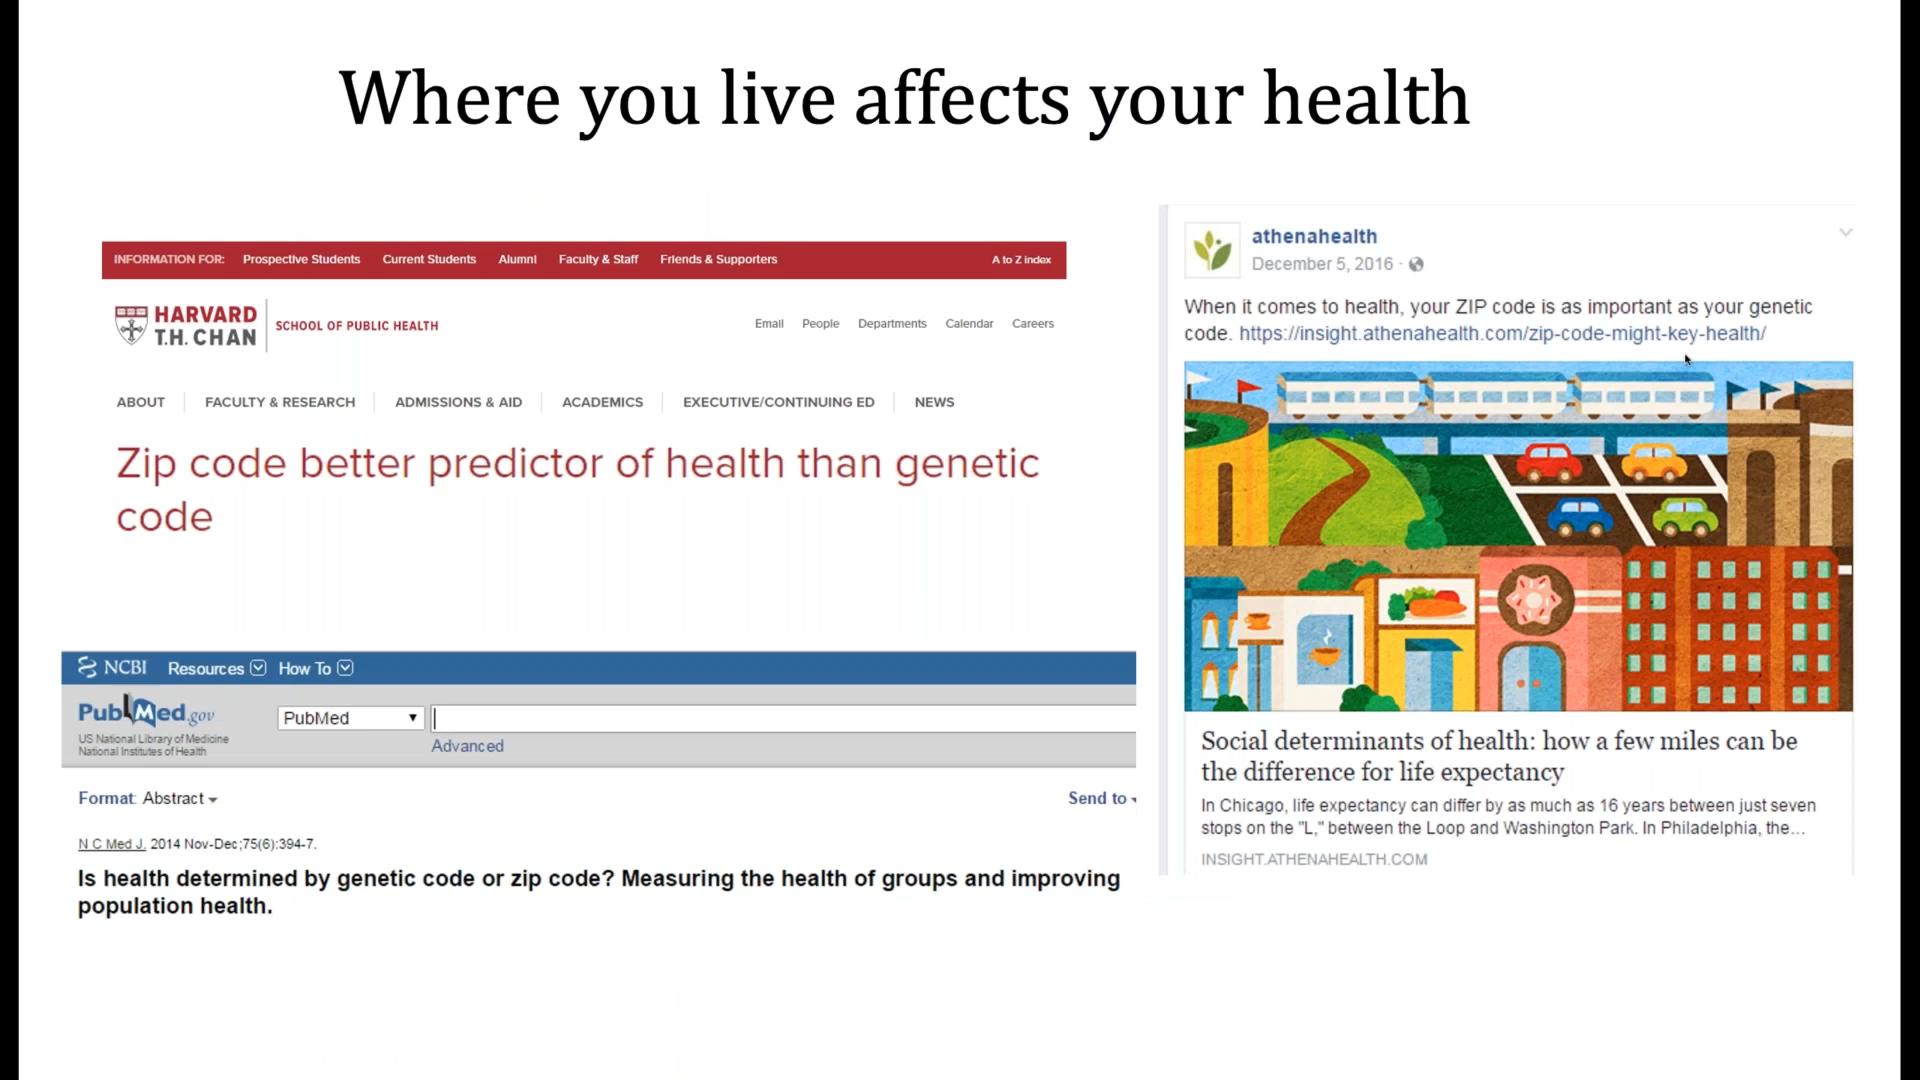 Where you live affects your health
INFORMATION FOR: Prospective Students Current Students Alumni Faculty & Staff Friends & Supporters A to Z index
HARVARD
T.H. CHAN
SCHOOL OF PUBLIC HEALTH
Email People Departments Calendar Careers
ABOUT FACULTY & RESEARCH ADMISSIONS & AID ACADEMICS EXECUTIVE/CONTINUING ED NEWS
Zip code better predictor of health than genetic
code
NCBI Resources How To
PubMed.gov
US National Library of Medicine
National Institutes of Health
PubMed
Advanced
Format: Abstract Send to
N C Med J. 2014 Nov-Dec;75(6):394-7.
Is health determined by genetic code or zip code? Measuring the health of groups and improving
population health.
athenahealth
December 5, 2016 ·
When it comes to health, your ZIP code is as important as your genetic
code. https://insight.athenahealth.com/zip-code-might-key-health/
Social determinants of health: how a few miles can be
the difference for life expectancy
In Chicago, life expectancy can differ by as much as 16 years between just seven
stops on the "L," between the Loop and Washington Park. In Philadelphia, the...
INSIGHT.ATHENAHEALTH.COM